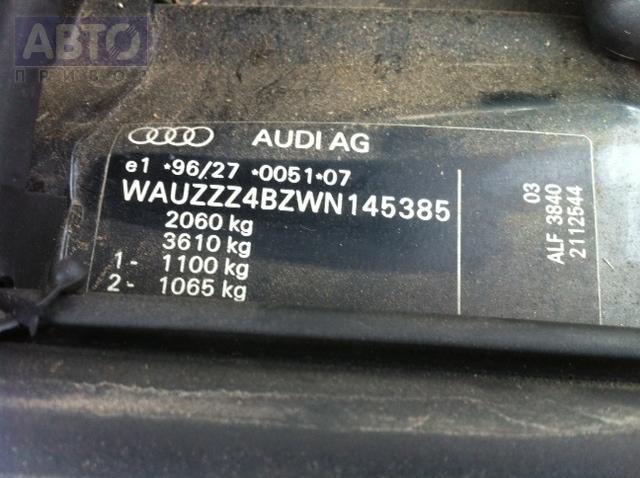 АВТО
ПРИВОЗ
AUDI AG
e1 *96/27 *0051*07
WAUZZZ4BZWN145385
2060 kg
3610 kg
1- 1100 kg
2- 1065 kg
03
ALF 3840
2112544